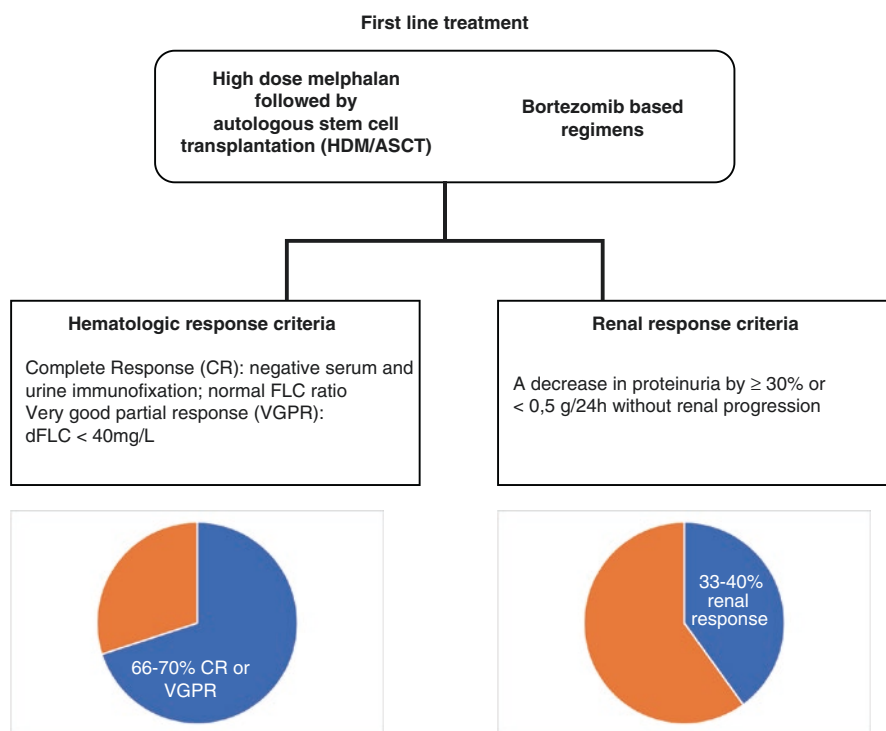 First line treatment
High dose melphalan
followed by
autologous stem cell
transplantation (HDM/ASCT)
Bortezomib based
regimens
Hematologic response criteria
Complete Response (CR): negative serum and
urine immunofixation; normal FLC ratio
Very good partial response (VGPR):
dFLC < 40mg/L
Renal response criteria
A decrease in proteinuria by ≥ 30% or
< 0,5 g/24h without renal progression
66-70% CR or
VGPR
33-40%
renal
response